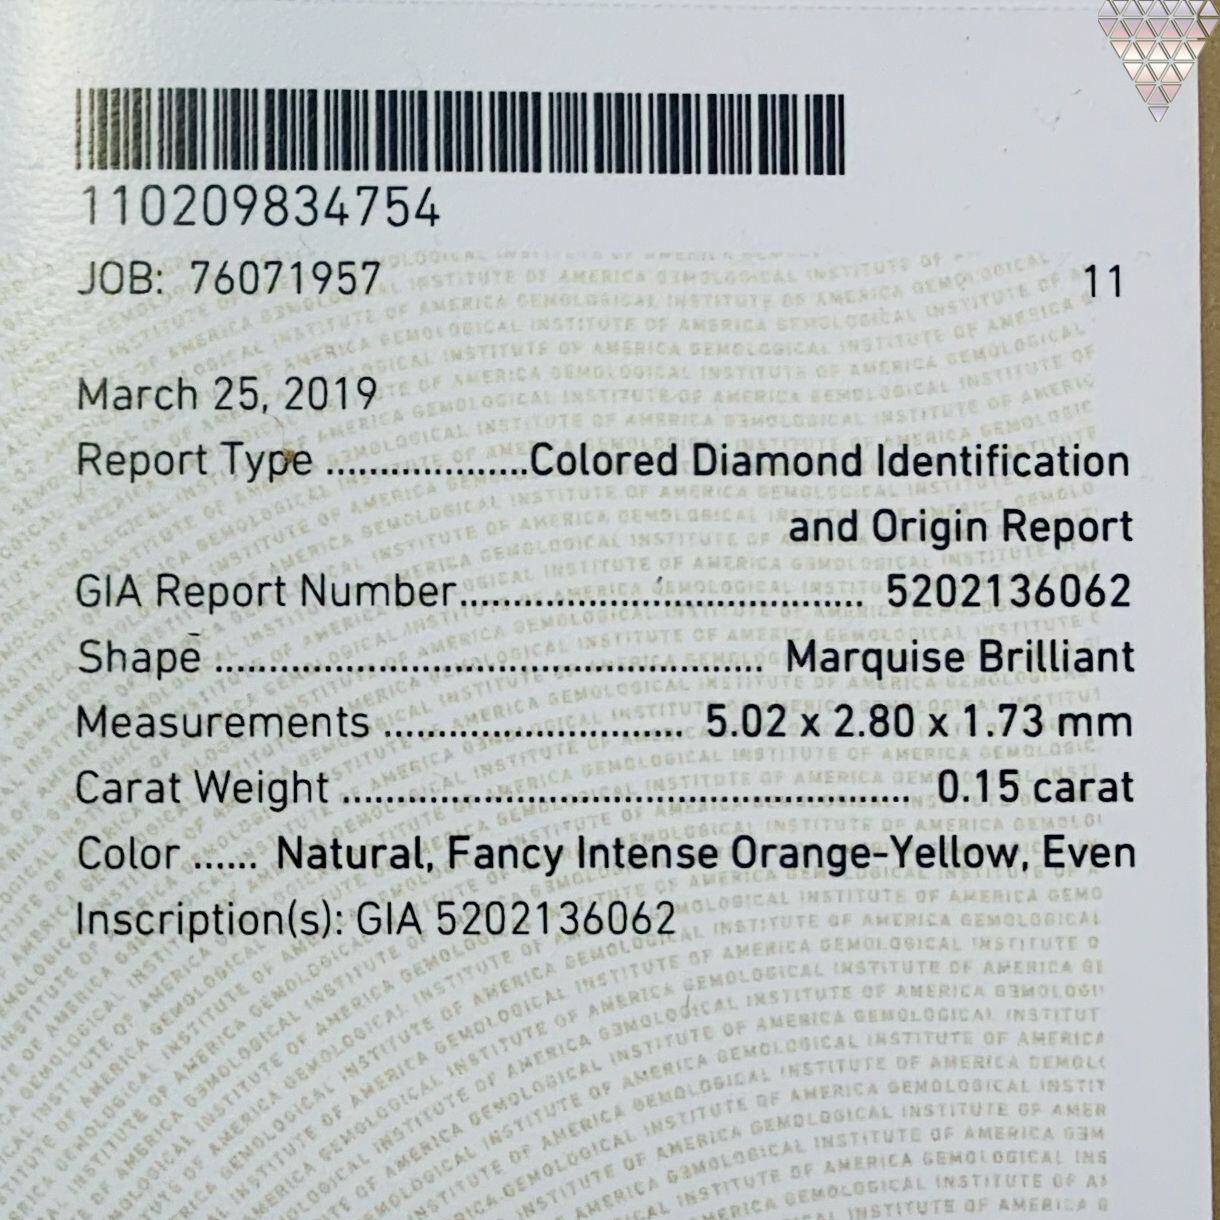 110209834754
JOB: 76071957 11
March 25, 2019
Report Type ...................Colored Diamond Identification
and Origin Report
GIA Report Number..................................... 5202136062
Shape .................................................. Marquise Brilliant
Measurements ............................ 5.02 x 2.80 x 1.73 mm
Carat Weight .................................................... 0.15 carat
Color ...... Natural, Fancy Intense Orange-Yellow, Even
Inscription(s): GIA 5202136062